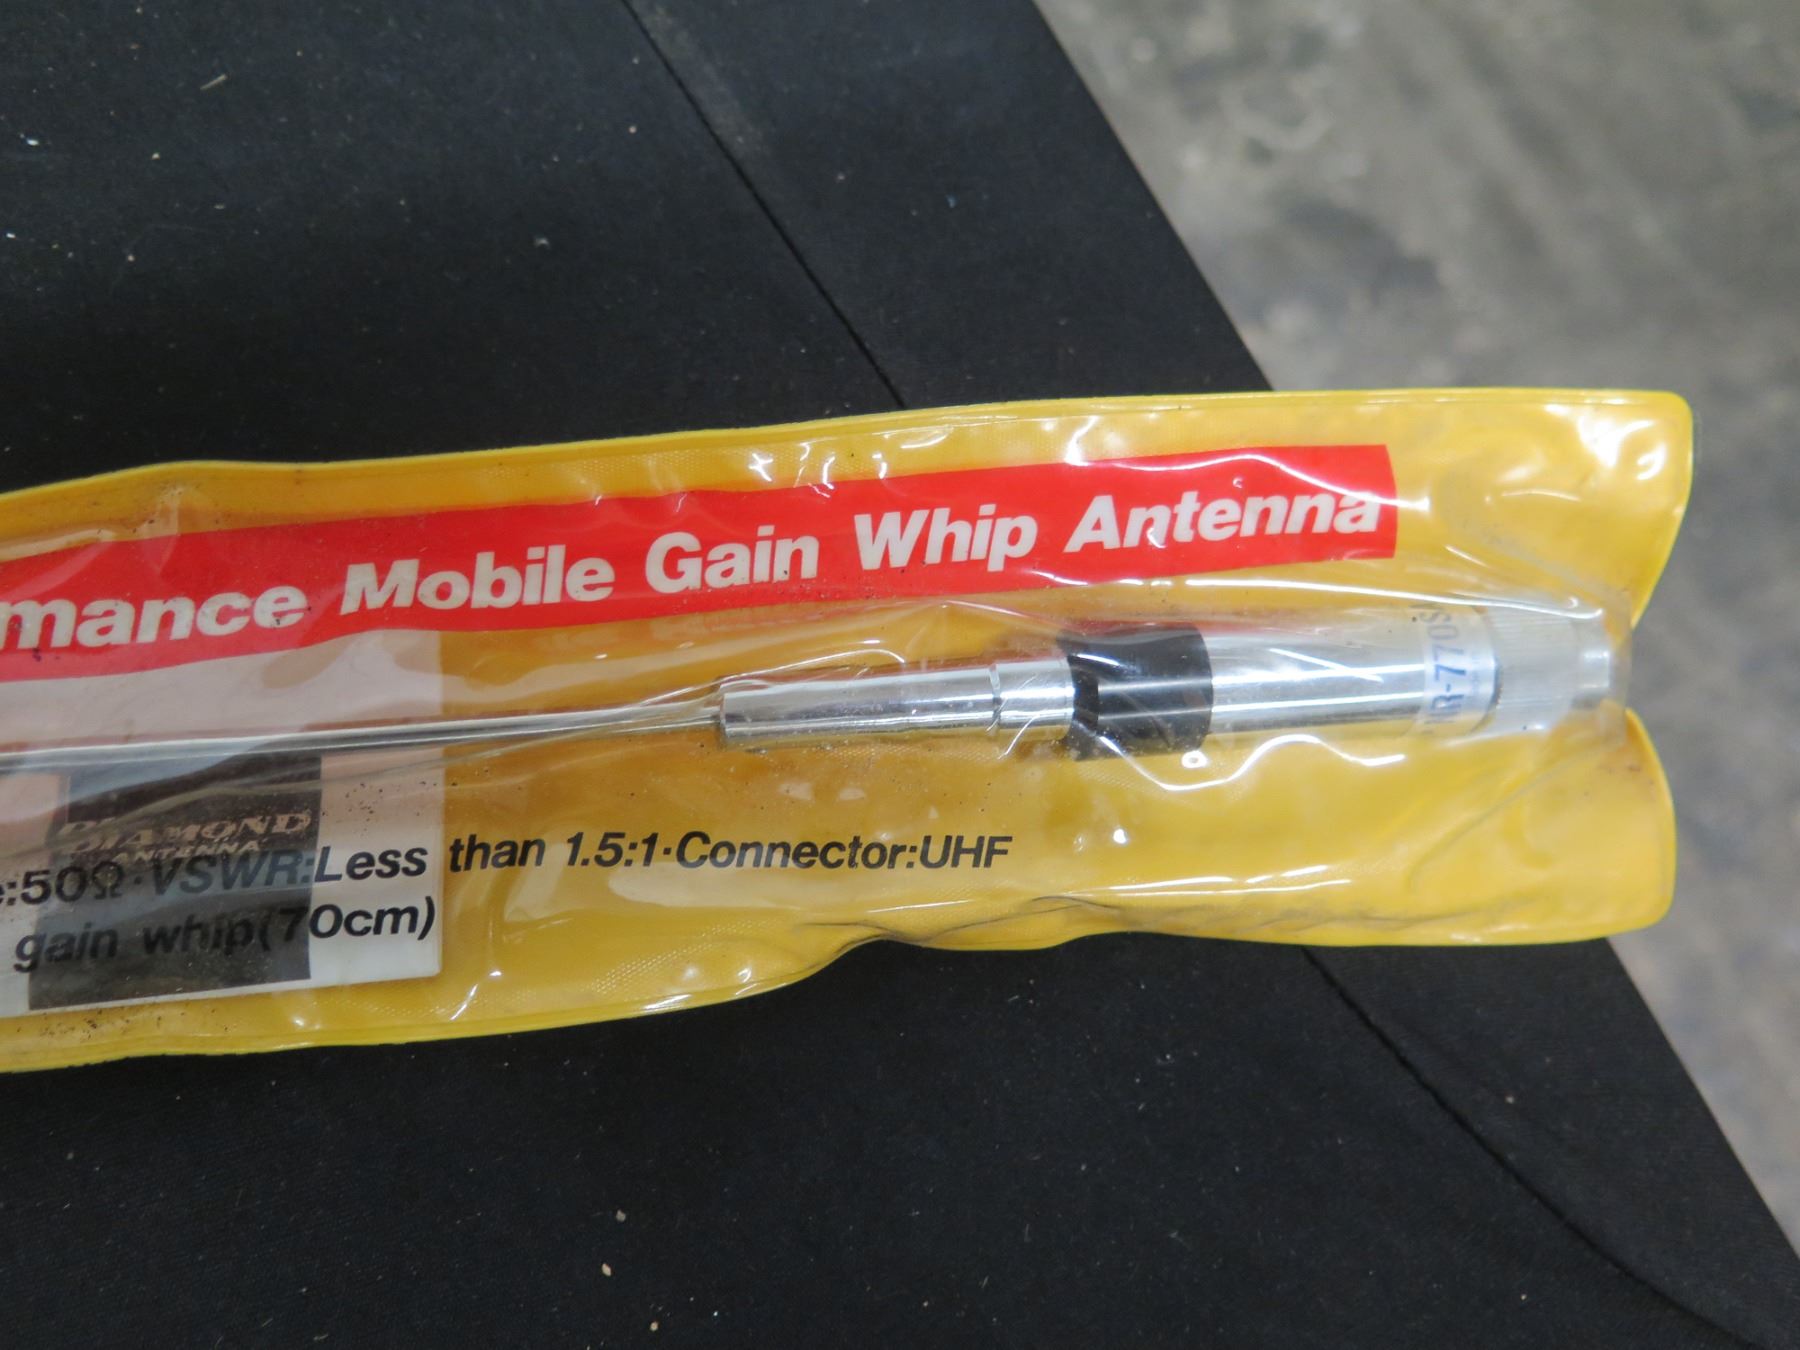 mance Mobile Gain Whip Antenna
DIAMOND
ANTENNA
e:50Ω·VSWR:Less than 1.5:1·Connector:UHF
gain whip(70cm)